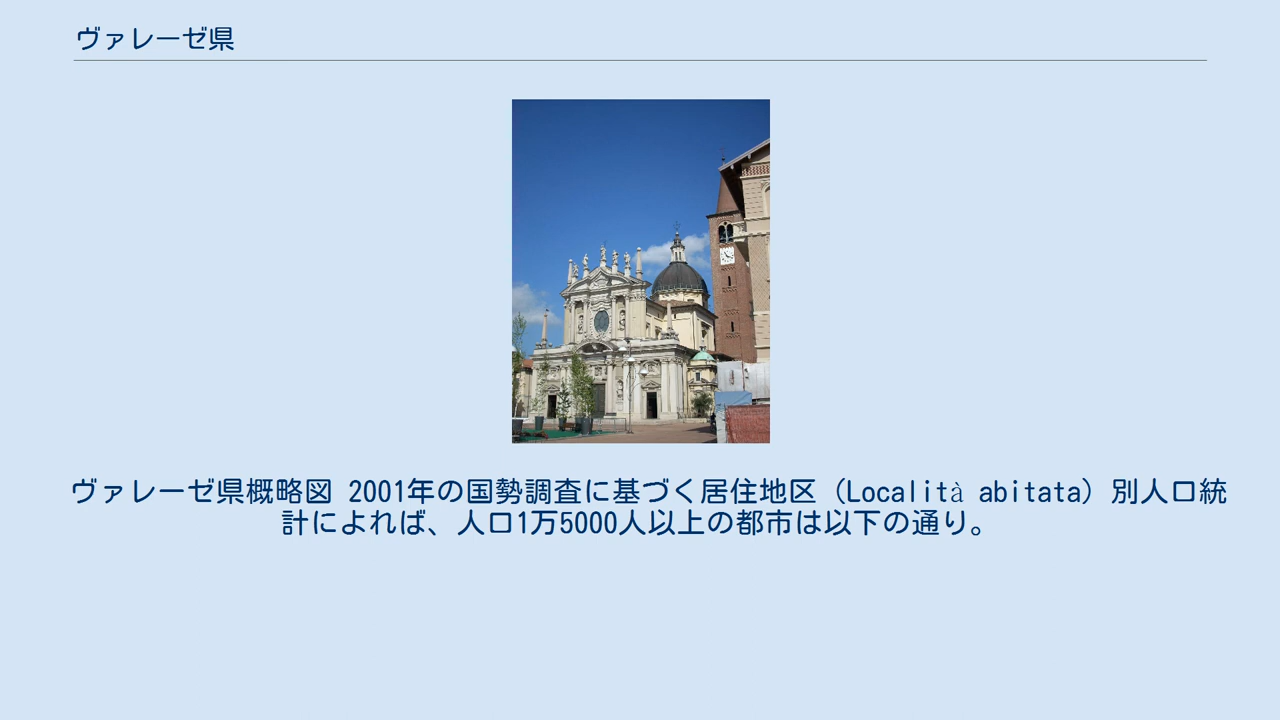 ヴァレーゼ県
ヴァレーゼ県概略図 2001年の国勢調査に基づく居住地区（Località abitata）別人口統
計によれば、人口1万5000人以上の都市は以下の通り。